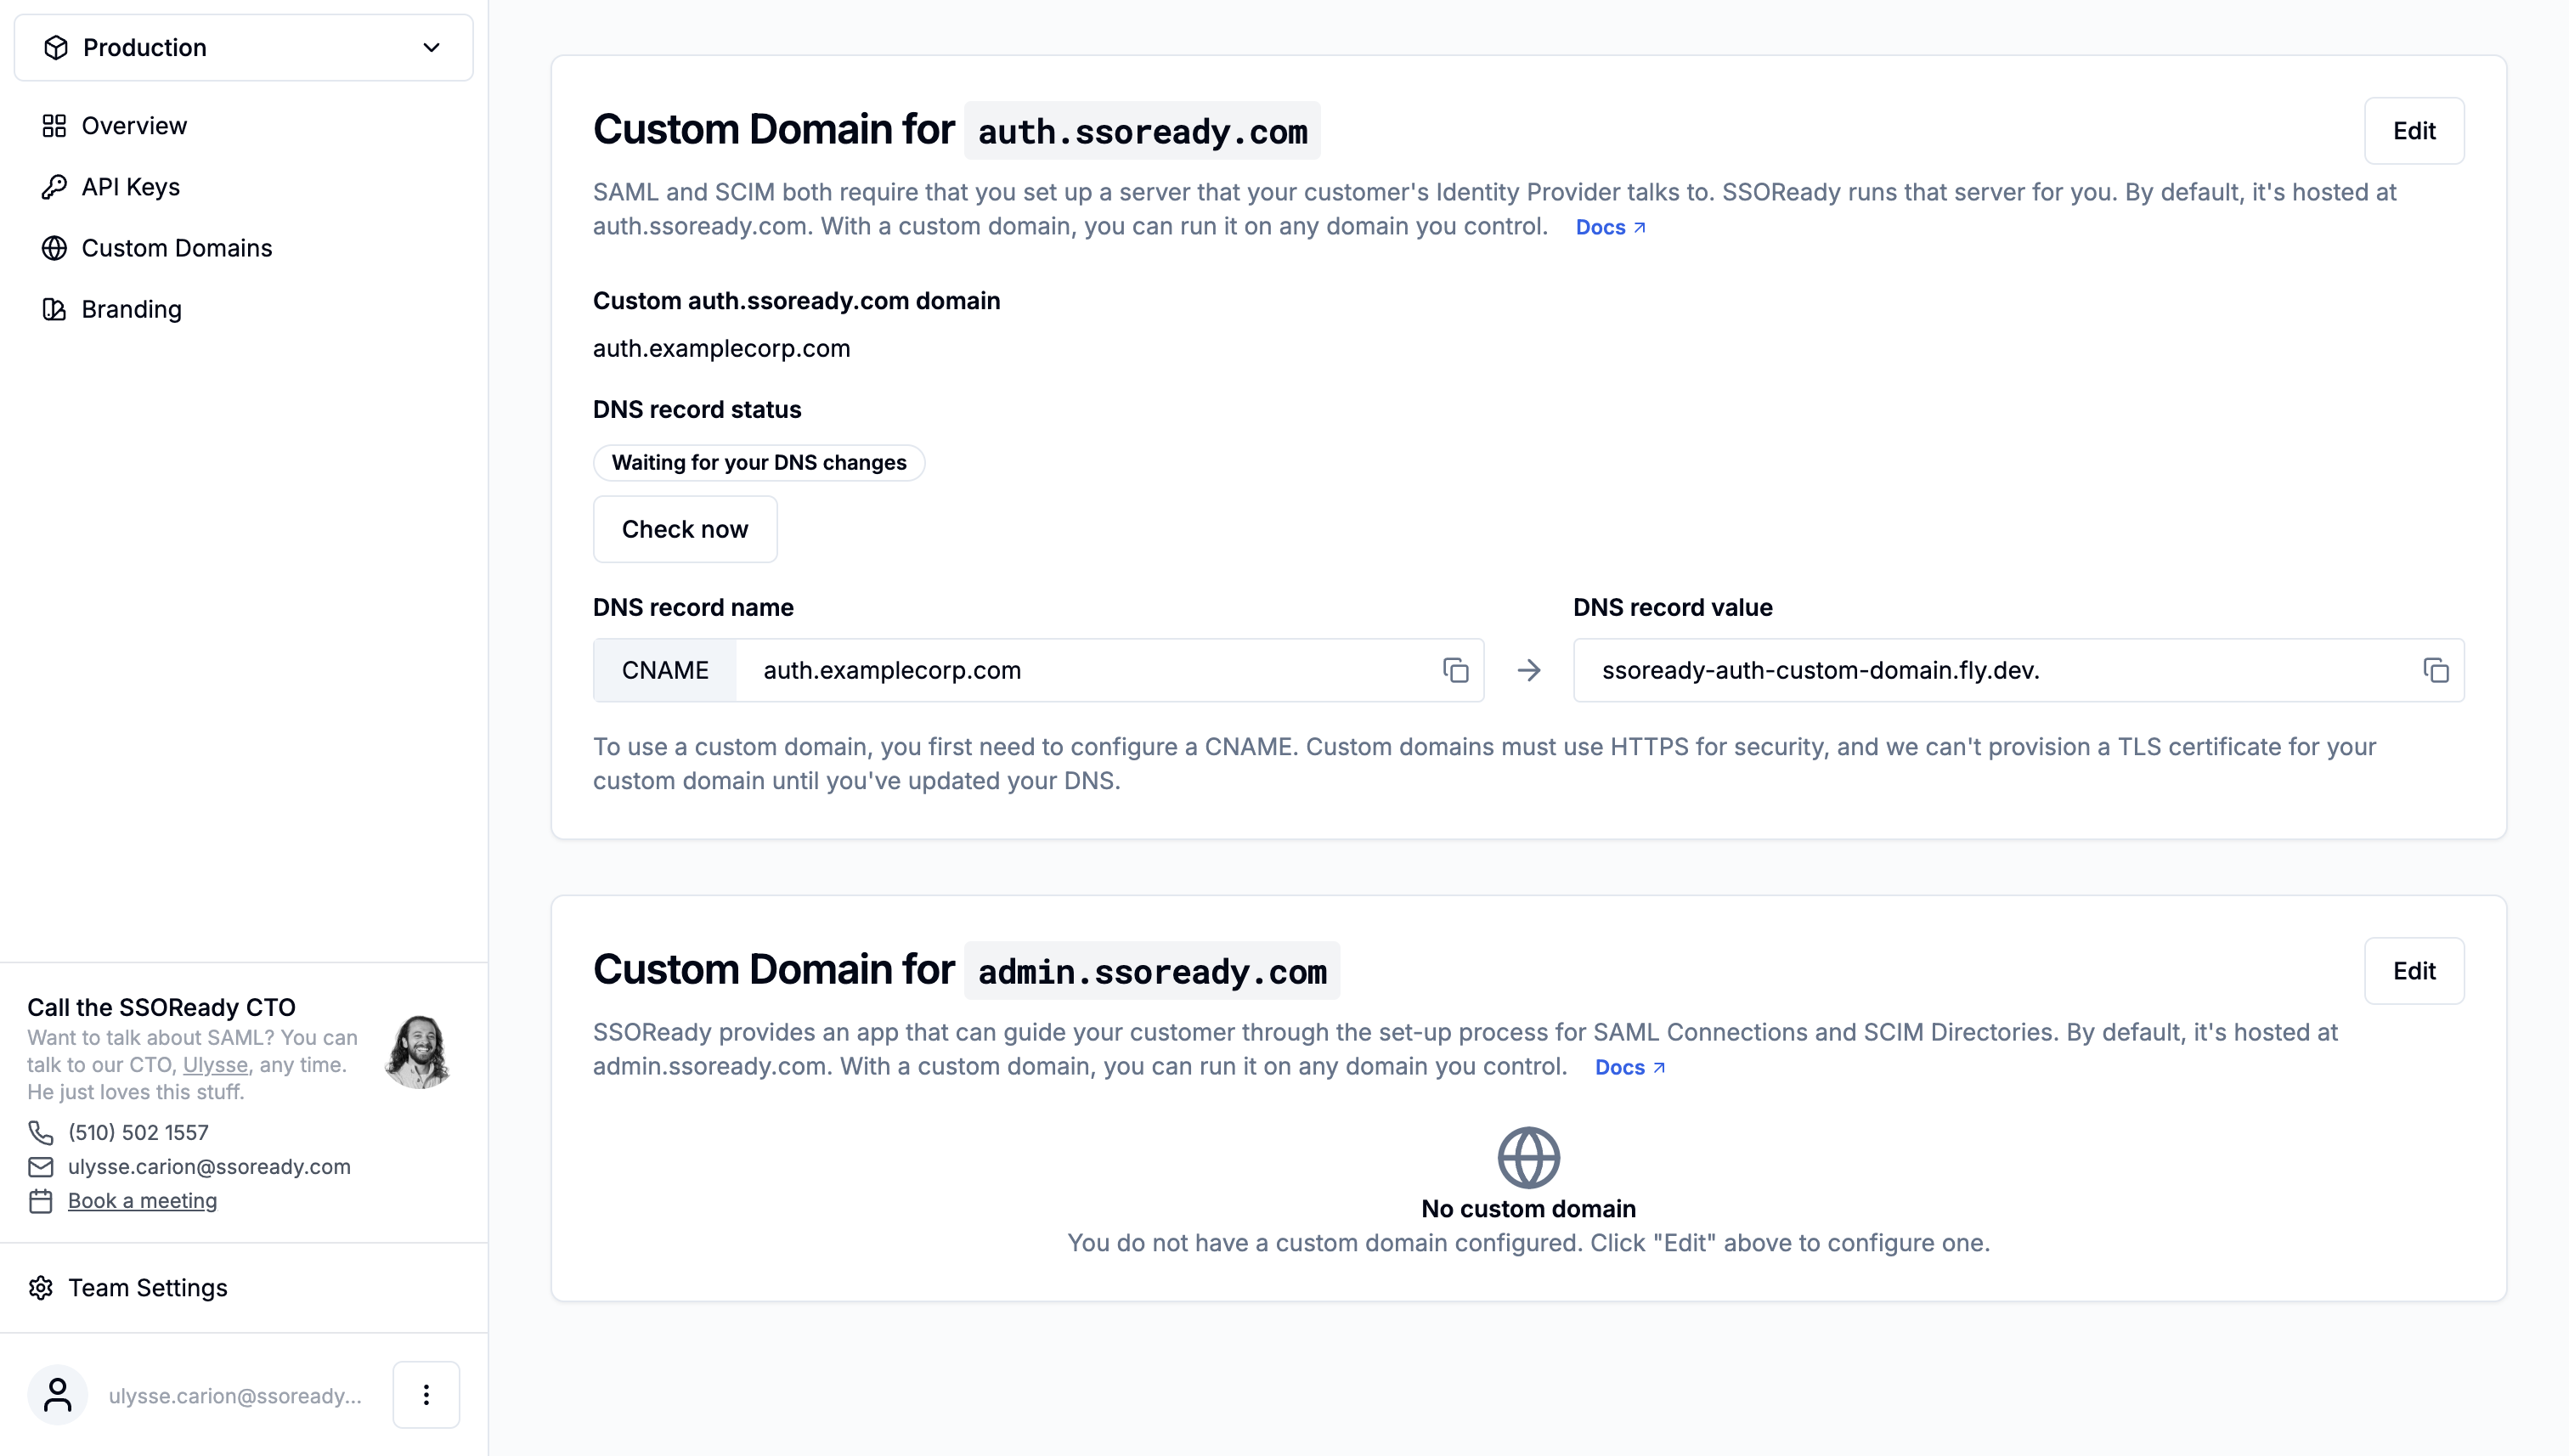 Production
Overview
API Keys
Custom Domains
Branding
Call the SSOReady CTO
Want to talk about SAML? You can
talk to our CTO, Ulysse, any time.
He just loves this stuff.
(510) 502 1557
ulysse.carion@ssoready.com
Book a meeting
Team Settings
ulysse.carion@ssoready...
Custom Domain for auth.ssoready.com
Edit
SAML and SCIM both require that you set up a server that your customer's Identity Provider talks to. SSOReady runs that server for you. By default, it's hosted at
auth.ssoready.com. With a custom domain, you can run it on any domain you control. Docs
Custom auth.ssoready.com domain
auth.examplecorp.com
DNS record status
Waiting for your DNS changes
Check now
DNS record name
DNS record value
CNAME auth.examplecorp.com
ssoready-auth-custom-domain.fly.dev.
To use a custom domain, you first need to configure a CNAME. Custom domains must use HTTPS for security, and we can't provision a TLS certificate for your
custom domain until you've updated your DNS.
Custom Domain for admin.ssoready.com
Edit
SSOReady provides an app that can guide your customer through the set-up process for SAML Connections and SCIM Directories. By default, it's hosted at
admin.ssoready.com. With a custom domain, you can run it on any domain you control. Docs
No custom domain
You do not have a custom domain configured. Click "Edit" above to configure one.